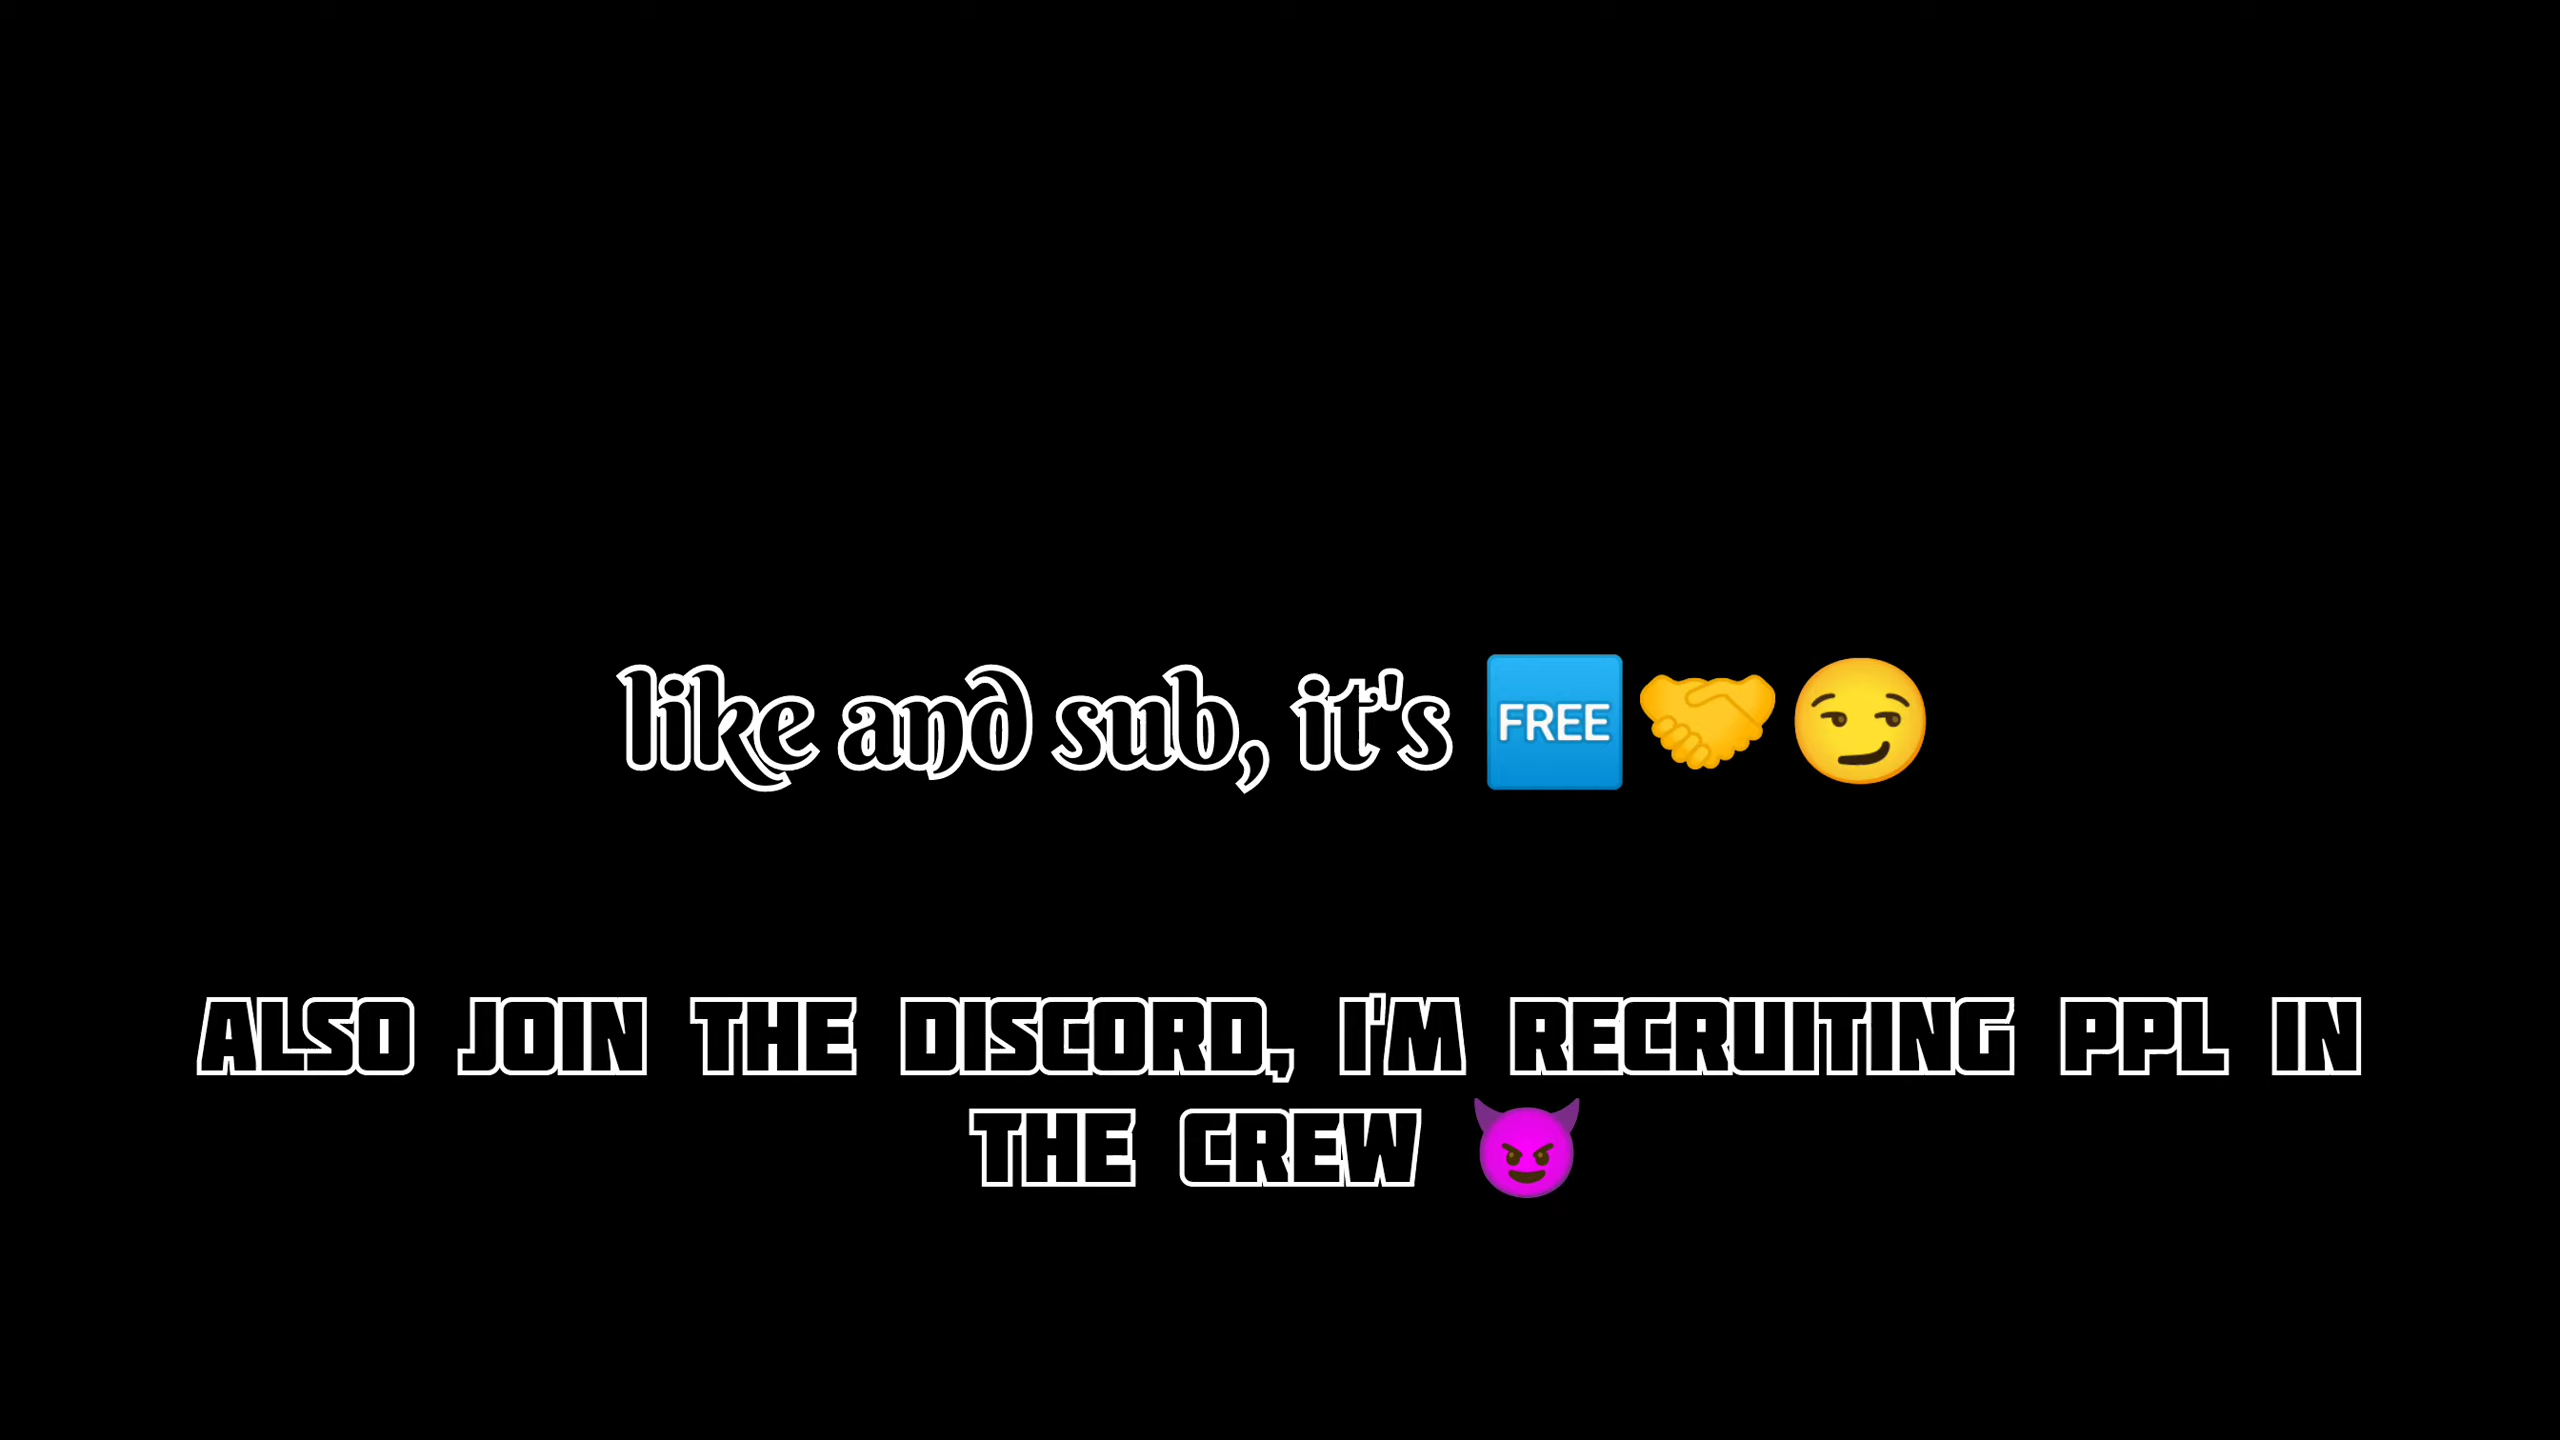 like and sub, it's 🆓🤝😏
ALSO JOIN THE DISCORD, I'M RECRUITING PPL IN
THE CREW 😈